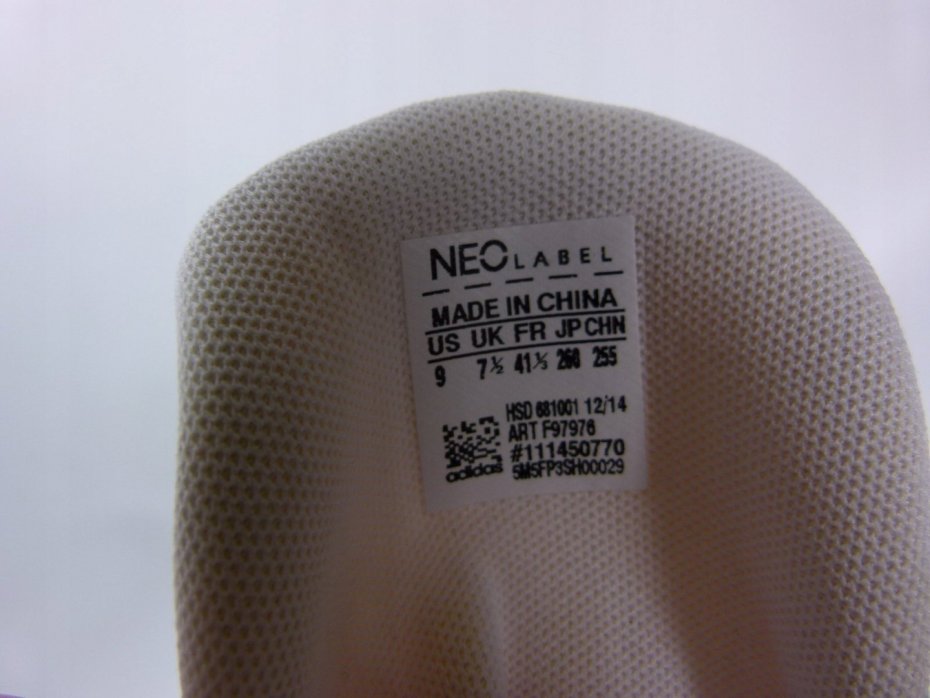 NEO LABEL
MADE IN CHINA
US UK FR JP CHN
9 7½ 41⅓ 260 255
HSD 681001 12/14
ART F97976
#111450770
5M5FP3SH00029
adidas